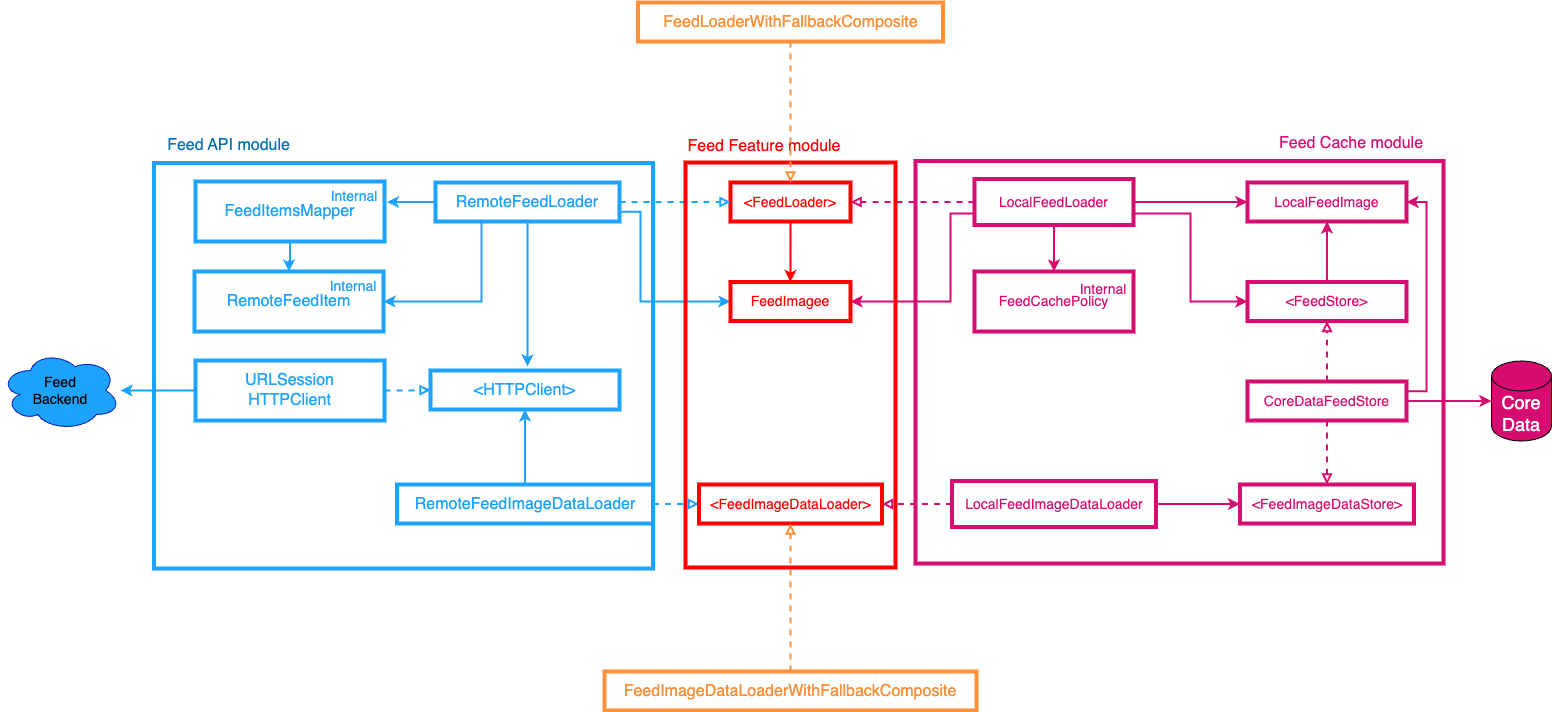 FeedLoaderWithFallbackComposite
Feed API module
Feed Feature module
Feed Cache module
Internal
FeedItemsMapper
RemoteFeedLoader
<FeedLoader>
LocalFeedLoader
LocalFeedImage
Internal
RemoteFeedItem
FeedImagee
Internal
FeedCachePolicy
<FeedStore>
Feed
Backend
URLSession
HTTPClient
<HTTPClient>
CoreDataFeedStore
Core
Data
RemoteFeedImageDataLoader
<FeedImageDataLoader>
LocalFeedImageDataLoader
<FeedImageDataStore>
FeedImageDataLoaderWithFallbackComposite